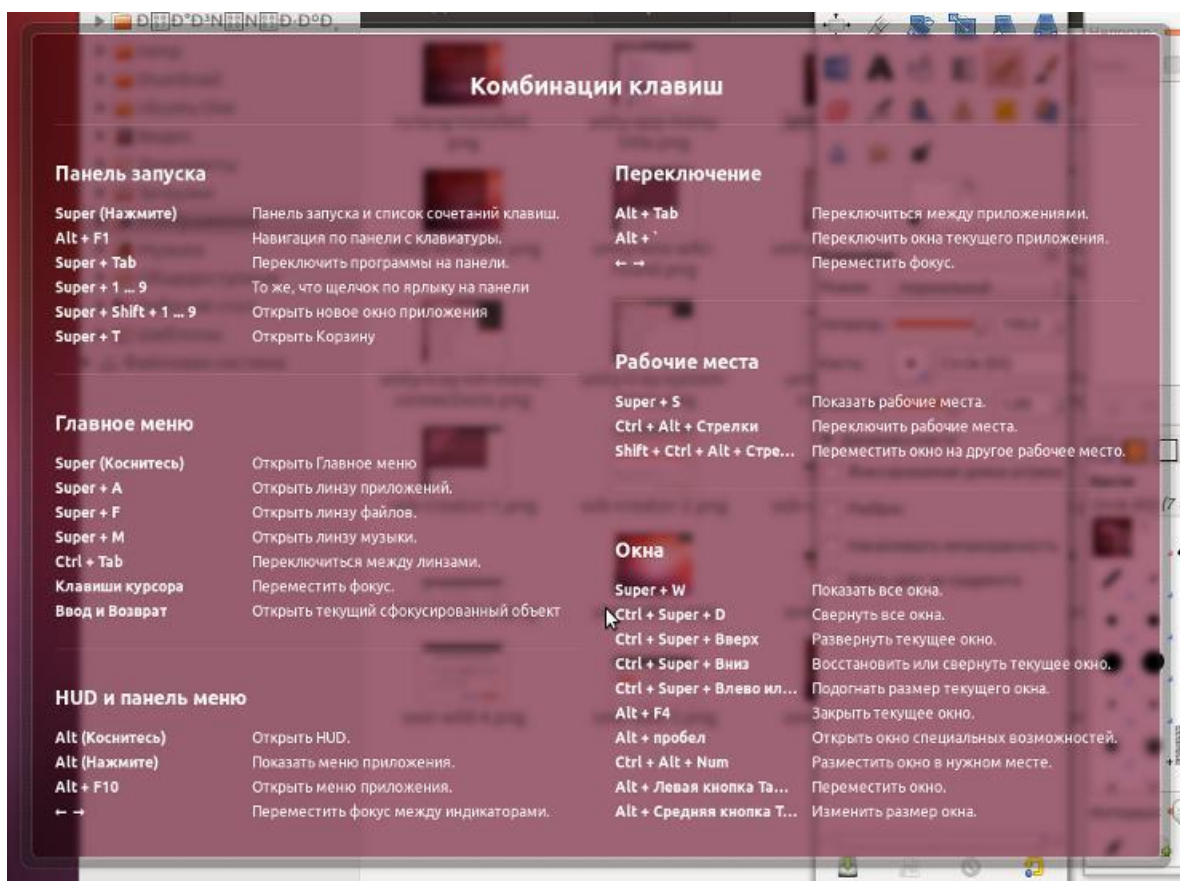 Комбинации клавиш
Панель запуска
Super (Нажмите) Панель запуска и список сочетаний клавиш.
Alt + F1 Навигация по панели с клавиатуры.
Super + Tab Переключить программы на панели.
Super + 1 ... 9 То же, что щелчок по ярлыку на панели
Super + Shift + 1 ... 9 Открыть новое окно приложения
Super + T Открыть Корзину
Главное меню
Super (Коснитесь) Открыть Главное меню
Super + A Открыть линзу приложений.
Super + F Открыть линзу файлов.
Super + M Открыть линзу музыки.
Ctrl + Tab Переключиться между линзами.
Клавиши курсора Переместить фокус.
Ввод и Возврат Открыть текущий сфокусированный объект
HUD и панель меню
Alt (Коснитесь) Открыть HUD.
Alt (Нажмите) Показать меню приложения.
Alt + F10 Открыть меню приложения.
← → Переместить фокус между индикаторами.
Переключение
Alt + Tab Переключиться между приложениями.
Alt + ` Переключить окна текущего приложения.
← → Переместить фокус.
Рабочие места
Super + S Показать рабочие места.
Ctrl + Alt + Стрелки Переключить рабочие места.
Shift + Ctrl + Alt + Стре... Переместить окно на другое рабочее место.
Окна
Super + W Показать все окна.
Ctrl + Super + D Свернуть все окна.
Ctrl + Super + Вверх Развернуть текущее окно.
Ctrl + Super + Вниз Восстановить или свернуть текущее окно.
Ctrl + Super + Влево ил... Подогнать размер текущего окна.
Alt + F4 Закрыть текущее окно.
Alt + пробел Открыть окно специальных возможностей.
Ctrl + Alt + Num Разместить окно в нужном месте.
Alt + Левая кнопка Та... Переместить окно.
Alt + Средняя кнопка Т... Изменить размер окна.